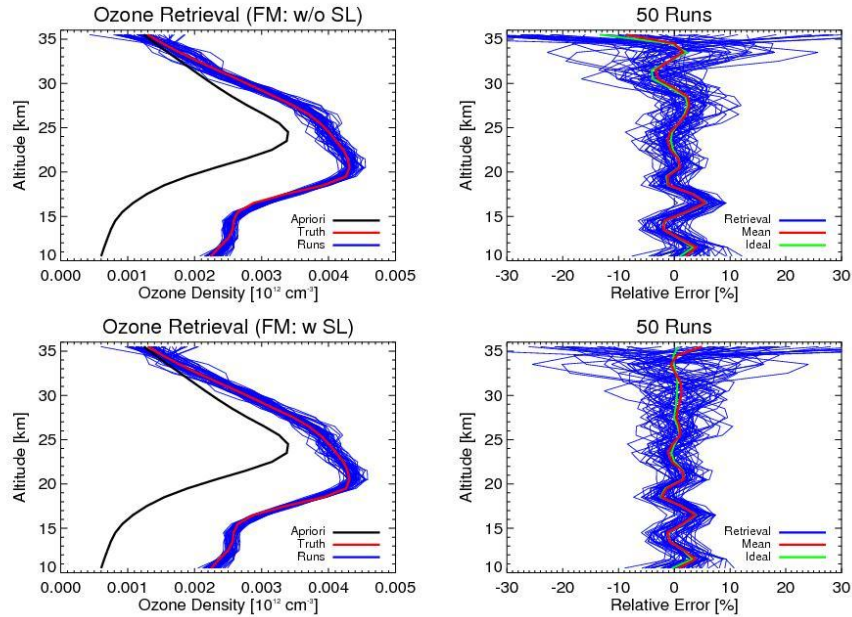 Ozone Retrieval (FM: w/o SL)
35
30
25
20
15
10
Altitude [km]
Apriori
Truth
Runs
0.000 0.001 0.002 0.003 0.004 0.005
Ozone Density [10¹² cm⁻³]
50 Runs
35
30
25
20
15
10
Altitude [km]
Retrieval
Mean
Ideal
-30 -20 -10 0 10 20 30
Relative Error [%]
Ozone Retrieval (FM: w SL)
35
30
25
20
15
10
Altitude [km]
Apriori
Truth
Runs
0.000 0.001 0.002 0.003 0.004 0.005
Ozone Density [10¹² cm⁻³]
50 Runs
35
30
25
20
15
10
Altitude [km]
Retrieval
Mean
Ideal
-30 -20 -10 0 10 20 30
Relative Error [%]